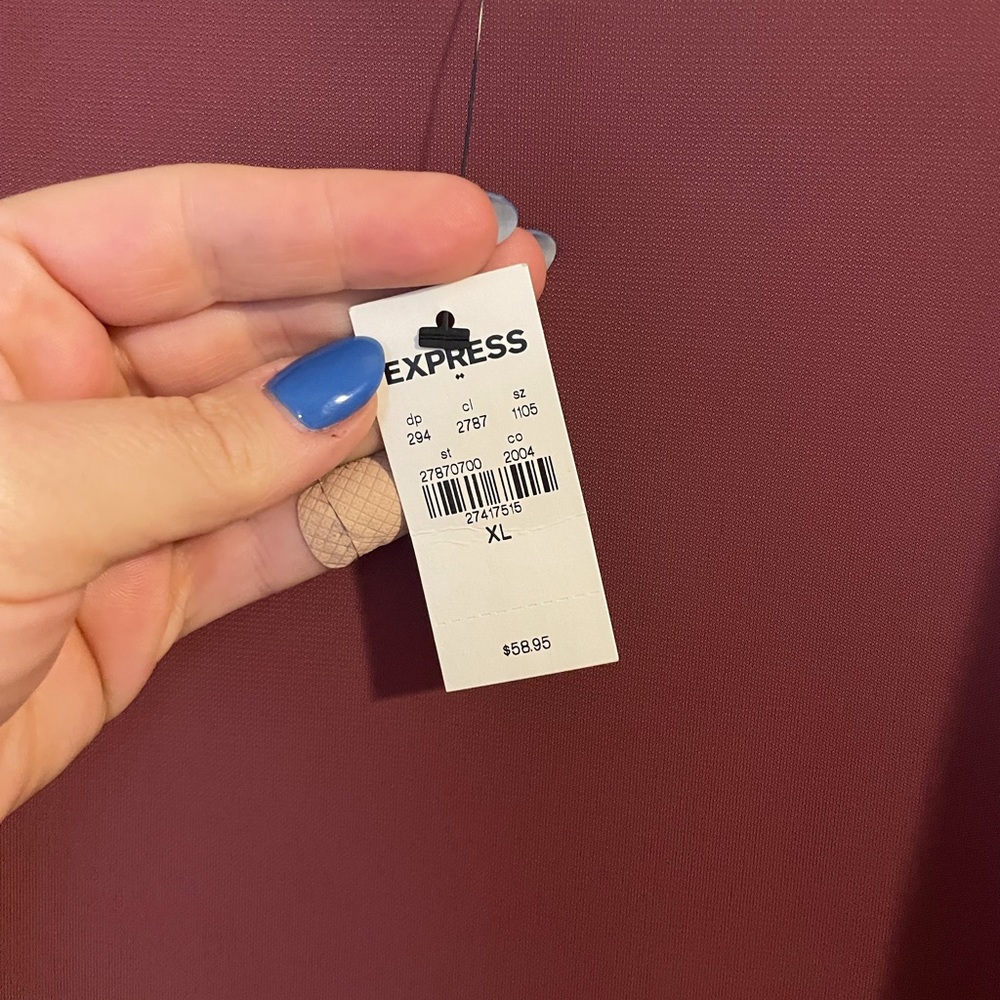 EXPRESS
dp cl sz
294 2787 1105
st co
27870700 2004
27417515
XL
$58.95